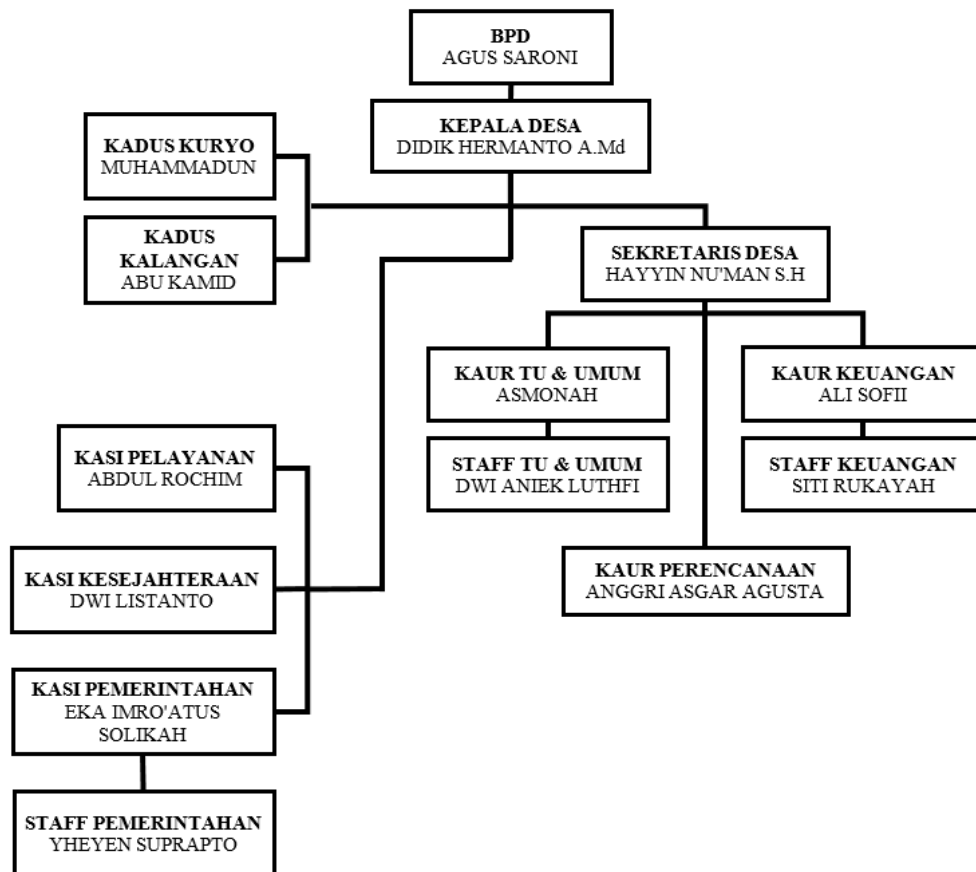 BPD
AGUS SARONI
KEPALA DESA
DIDIK HERMANTO A.Md
KADUS KURYO
MUHAMMADUN
KADUS
KALANGAN
ABU KAMID
SEKRETARIS DESA
HAYYIN NU'MAN S.H
KAUR TU & UMUM
ASMONAH
KAUR KEUANGAN
ALI SOFII
STAFF TU & UMUM
DWI ANIEK LUTHFI
STAFF KEUANGAN
SITI RUKAYAH
KAUR PERENCANAAN
ANGGRI ASGAR AGUSTA
KASI PELAYANAN
ABDUL ROCHIM
KASI KESEJAHTERAAN
DWI LISTANTO
KASI PEMERINTAHAN
EKA IMRO'ATUS
SOLIKAH
STAFF PEMERINTAHAN
YHEYEN SUPRAPTO